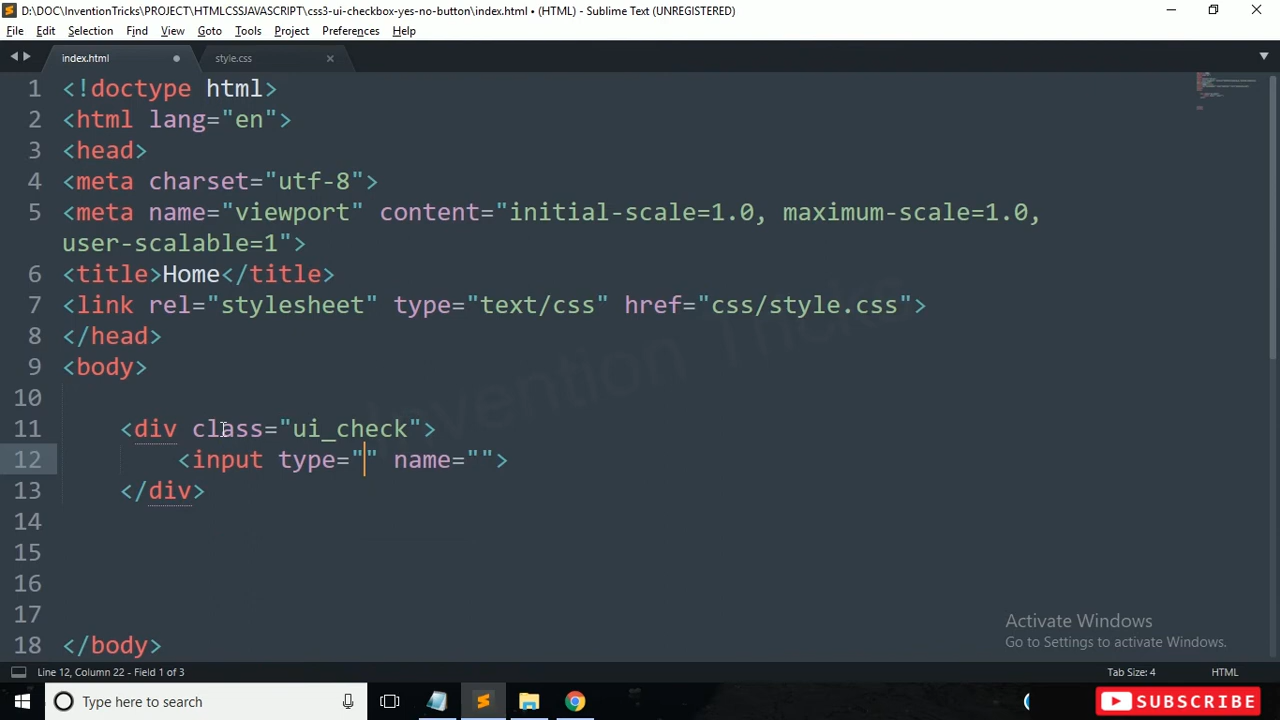 D:\DOC\InventionTricks\PROJECT\HTMLCSSJAVASCRIPT\css3-ui-checkbox-yes-no-button\index.html • (HTML) - Sublime Text (UNREGISTERED)
File Edit Selection Find View Goto Tools Project Preferences Help
index.html style.css
1 <!doctype html>
2 <html lang="en">
3 <head>
4 <meta charset="utf-8">
5 <meta name="viewport" content="initial-scale=1.0, maximum-scale=1.0,
user-scalable=1">
6 <title>Home</title>
7 <link rel="stylesheet" type="text/css" href="css/style.css">
8 </head>
9 <body>
10
11 <div class="ui_check">
12 <input type="" name="">
13 </div>
14
15
16
17
18 </body>
Invention Tricks
Activate Windows
Go to Settings to activate Windows.
Line 12, Column 22 - Field 1 of 3 Tab Size: 4 HTML
Type here to search
SUBSCRIBE